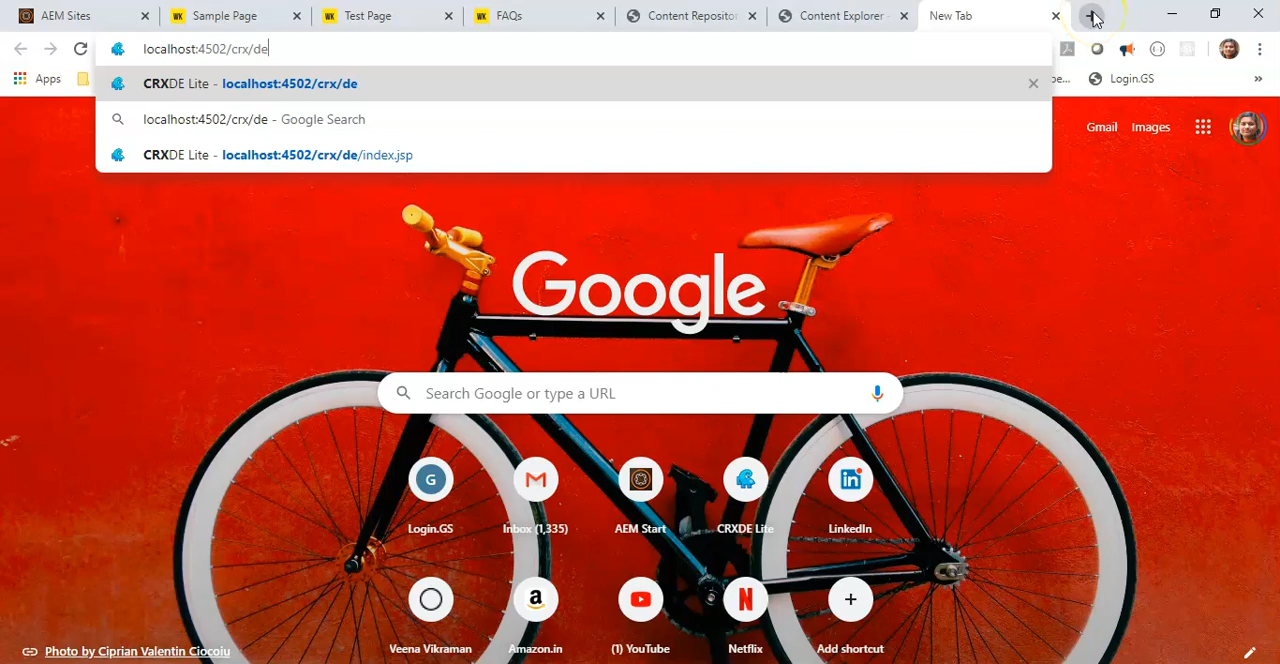 AEM Sites
Sample Page
Test Page
FAQs
Content Repositor
Content Explorer -
New Tab
localhost:4502/crx/de
Apps
pe...
Login.GS
»
CRXDE Lite - localhost:4502/crx/de
localhost:4502/crx/de - Google Search
CRXDE Lite - localhost:4502/crx/de/index.jsp
Gmail Images
Google
Search Google or type a URL
G
Login.GS
Inbox (1,335)
AEM Start
CRXDE Lite
LinkedIn
Veena Vikraman
Amazon.in
(1) YouTube
Netflix
Add shortcut
Photo by Ciprian Valentin Ciocoiu